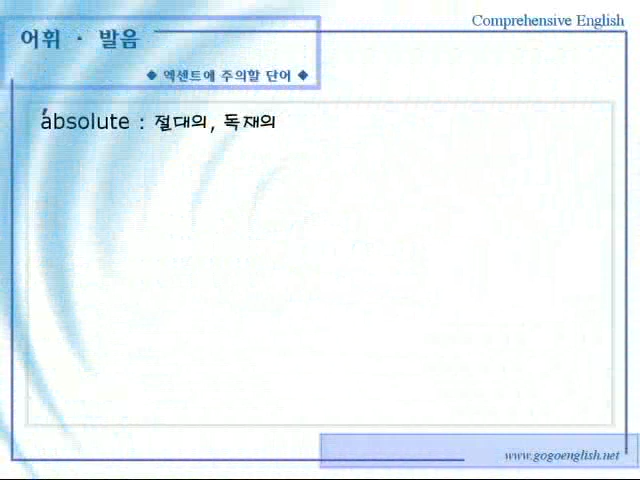 Comprehensive English
어휘 · 발음
◆ 엑센트에 주의할 단어 ◆
ábsolute : 절대의, 독재의
www.gogoenglish.net